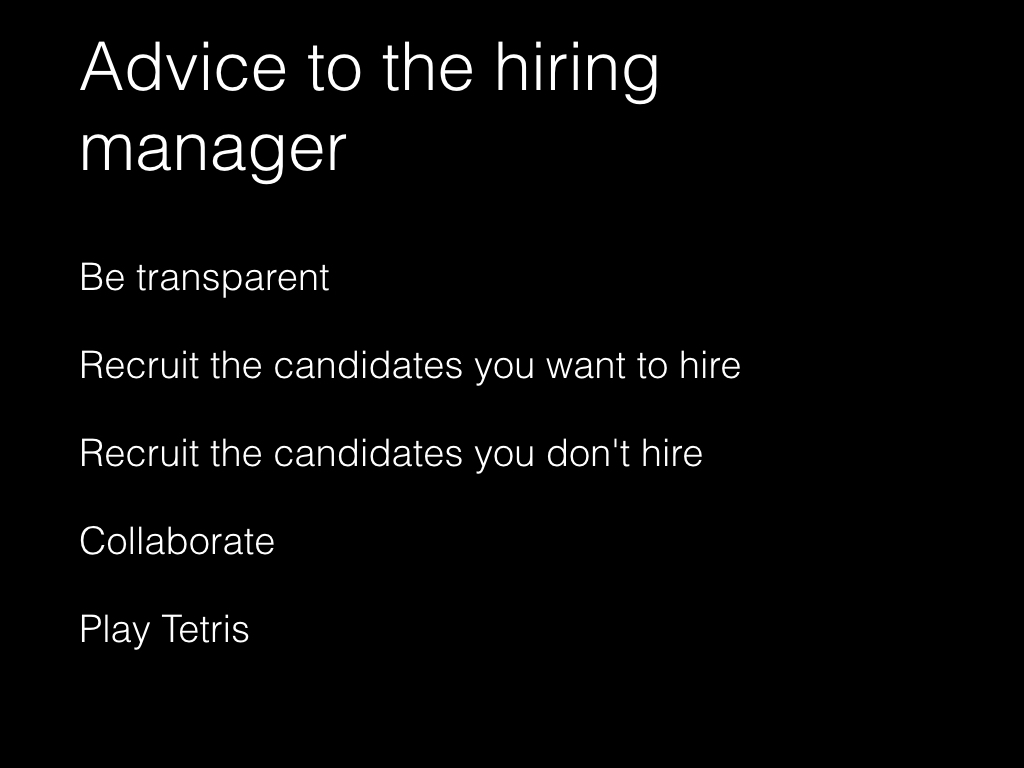 Advice to the hiring
manager
Be transparent
Recruit the candidates you want to hire
Recruit the candidates you don't hire
Collaborate
Play Tetris